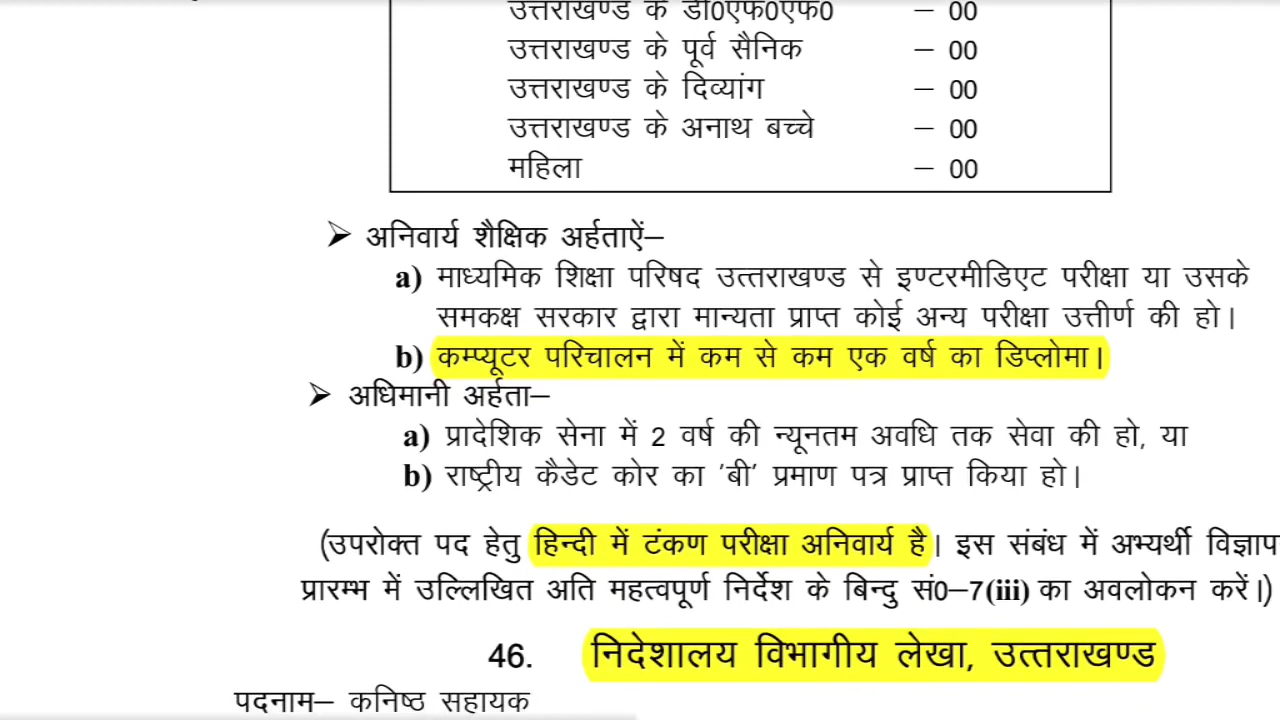 उत्तराखण्ड के डी0एफ0एफ0 – 00
उत्तराखण्ड के पूर्व सैनिक – 00
उत्तराखण्ड के दिव्यांग – 00
उत्तराखण्ड के अनाथ बच्चे – 00
महिला – 00
➢ अनिवार्य शैक्षिक अर्हताऐं–
a) माध्यमिक शिक्षा परिषद उत्तराखण्ड से इण्टरमीडिएट परीक्षा या उसके
समकक्ष सरकार द्वारा मान्यता प्राप्त कोई अन्य परीक्षा उत्तीर्ण की हो।
b) कम्प्यूटर परिचालन में कम से कम एक वर्ष का डिप्लोमा।
➢ अधिमानी अर्हता–
a) प्रादेशिक सेना में 2 वर्ष की न्यूनतम अवधि तक सेवा की हो, या
b) राष्ट्रीय कैडेट कोर का 'बी' प्रमाण पत्र प्राप्त किया हो।
(उपरोक्त पद हेतु हिन्दी में टंकण परीक्षा अनिवार्य है। इस संबंध में अभ्यर्थी विज्ञाप
प्रारम्भ में उल्लिखित अति महत्वपूर्ण निर्देश के बिन्दु सं0–7(iii) का अवलोकन करें।)
46. निदेशालय विभागीय लेखा, उत्तराखण्ड
पदनाम– कनिष्ठ सहायक